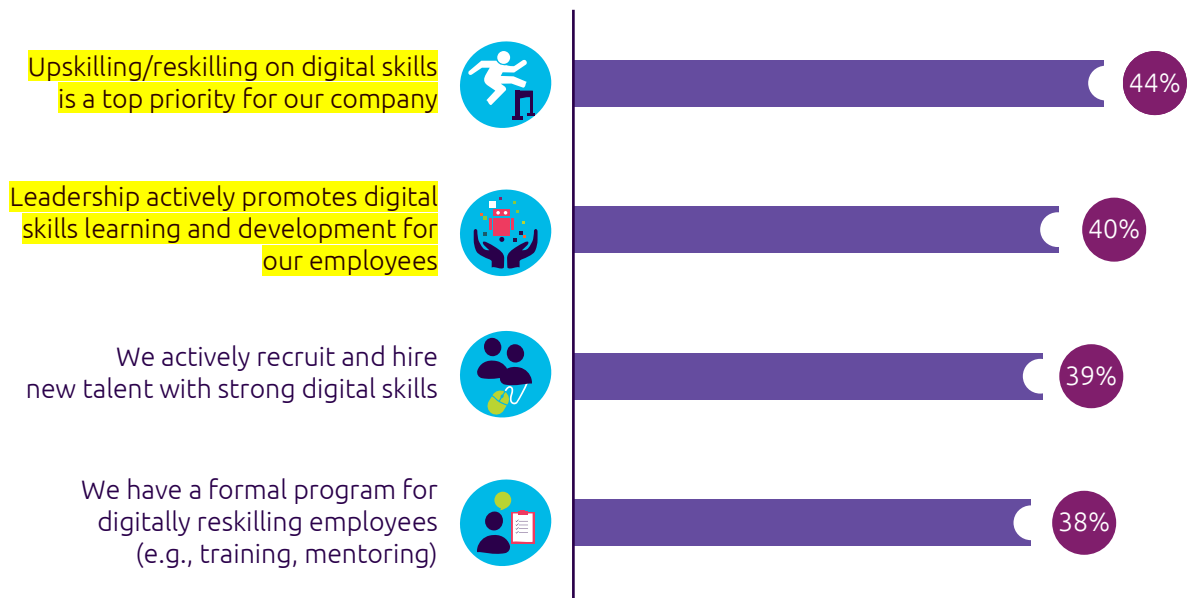 Upskilling/reskilling on digital skills
is a top priority for our company
44%
Leadership actively promotes digital
skills learning and development for
our employees
40%
We actively recruit and hire
new talent with strong digital skills
39%
We have a formal program for
digitally reskilling employees
(e.g., training, mentoring)
38%